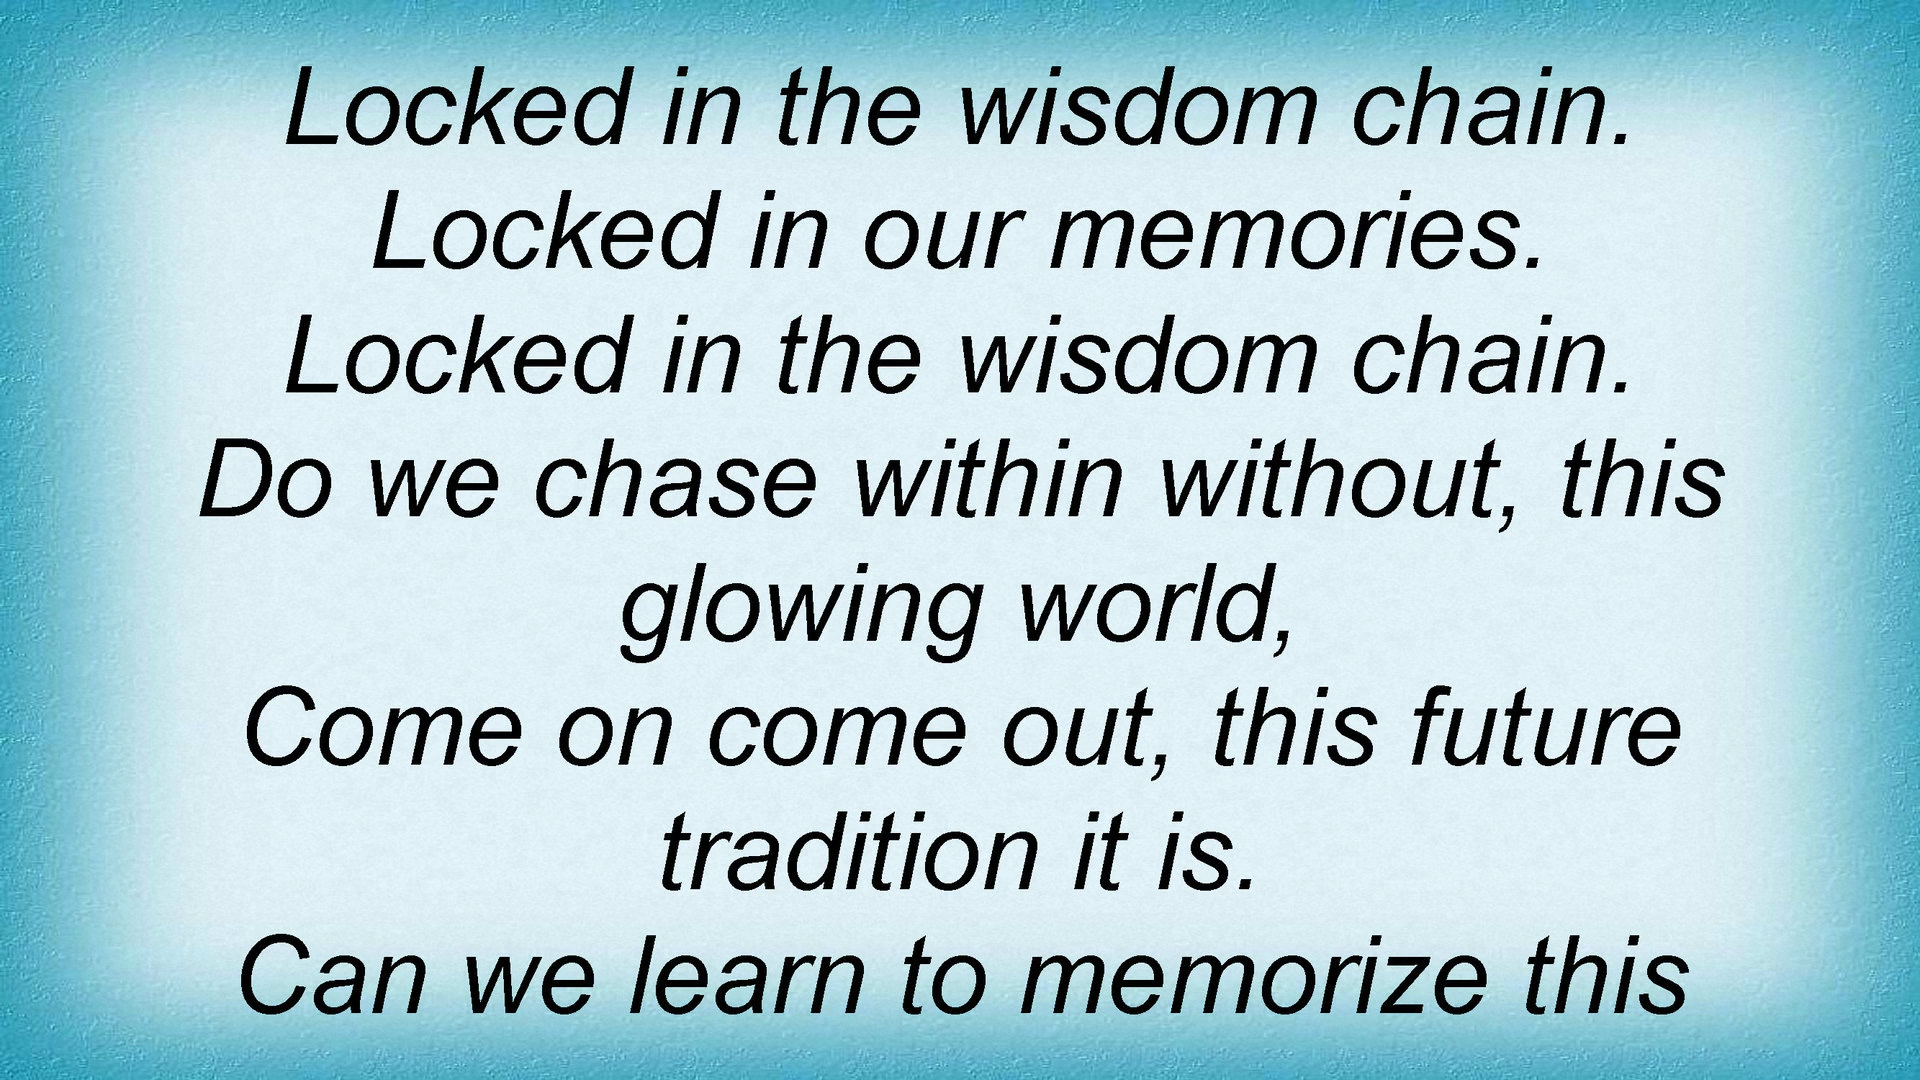 Locked in the wisdom chain.
Locked in our memories.
Locked in the wisdom chain.
Do we chase within without, this
glowing world,
Come on come out, this future
tradition it is.
Can we learn to memorize this